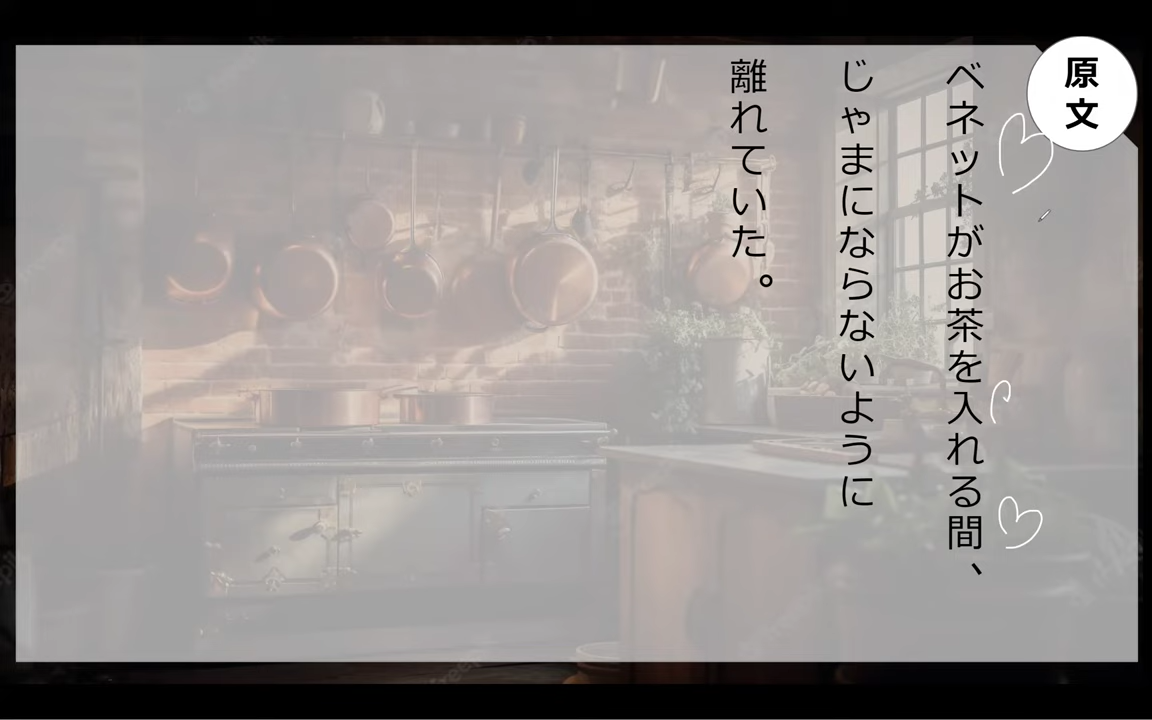 原文
ベネットがお茶を入れる間、
じゃまにならないように
離れていた。